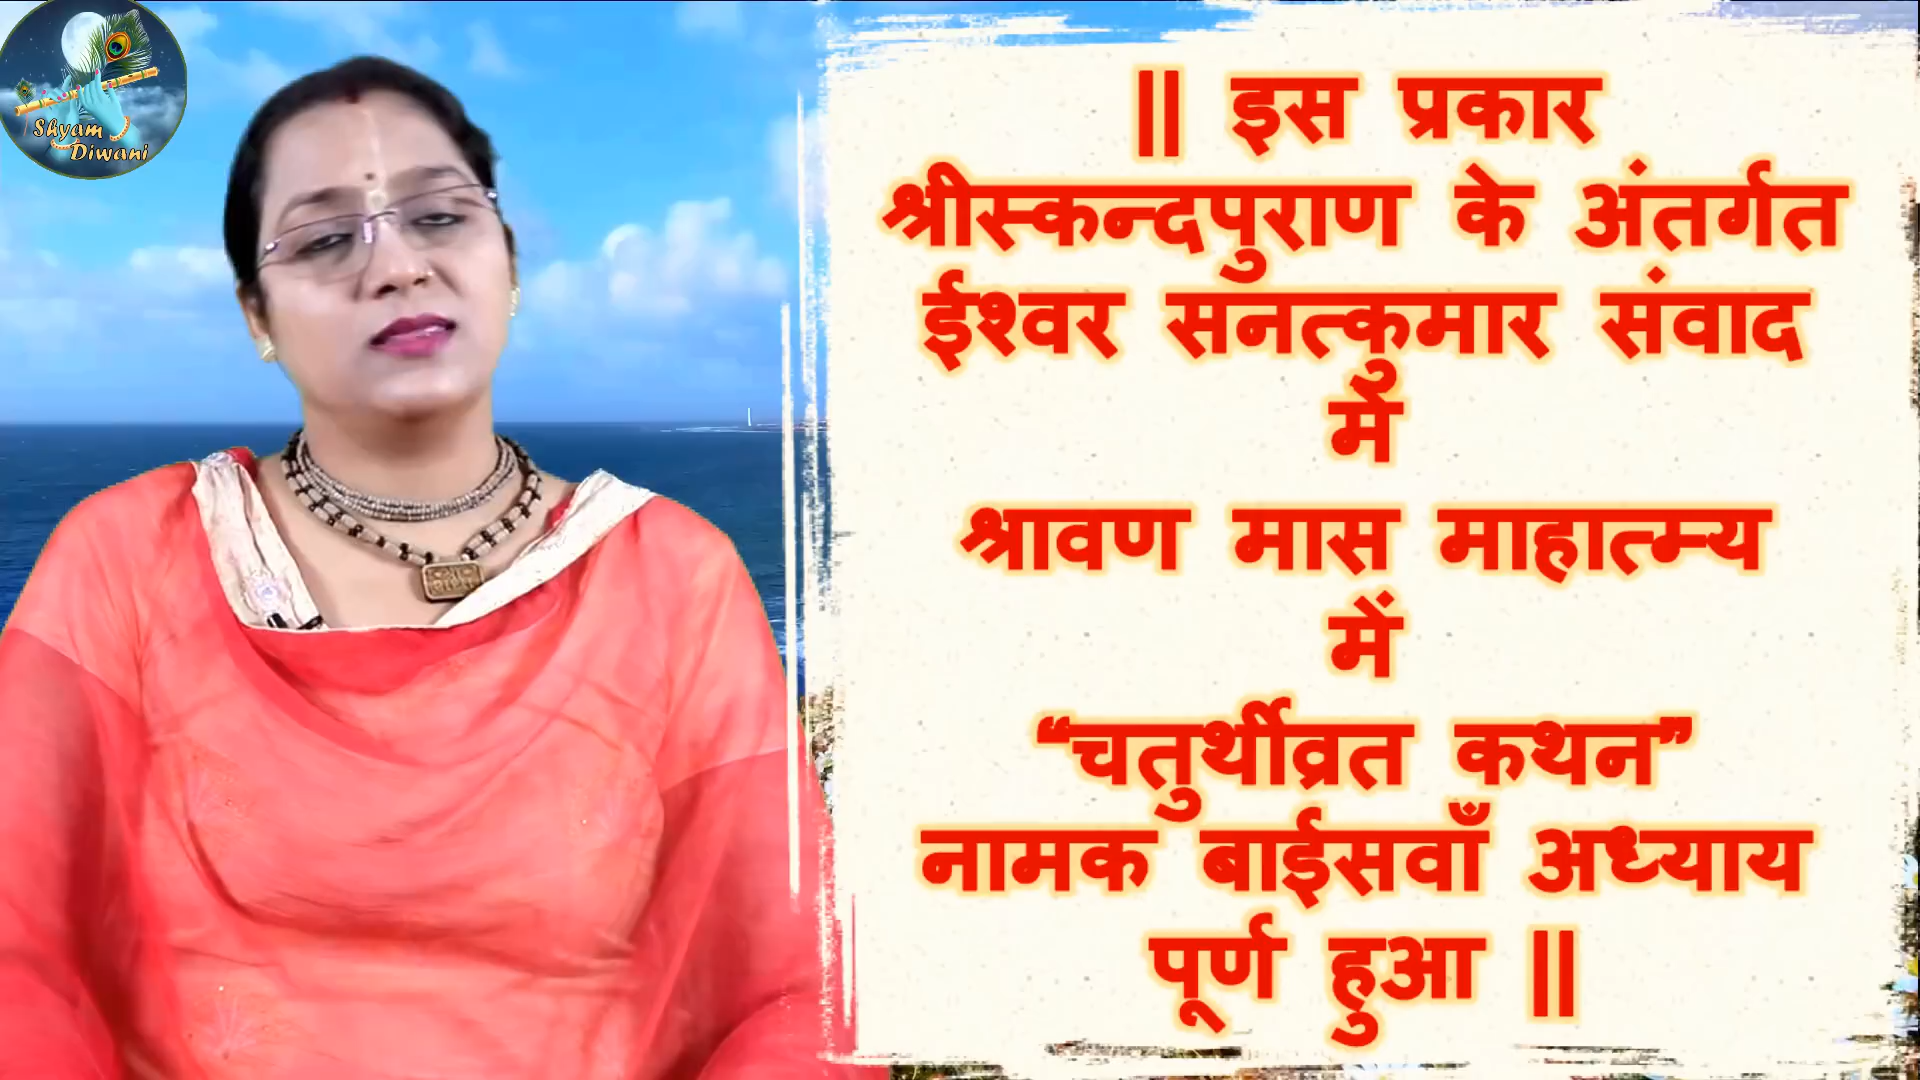 Shyam
Diwani
|| इस प्रकार
श्रीस्कन्दपुराण के अंतर्गत
ईश्वर सनत्कुमार संवाद
में
श्रावण मास माहात्म्य
में
“चतुर्थीव्रत कथन”
नामक बाईसवाँ अध्याय
पूर्ण हुआ ||